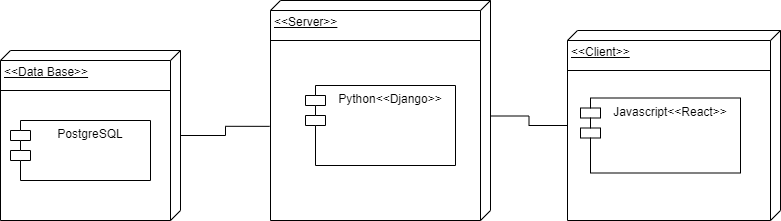 <<Data Base>>
PostgreSQL
<<Server>>
Python<<Django>>
<<Client>>
Javascript<<React>>